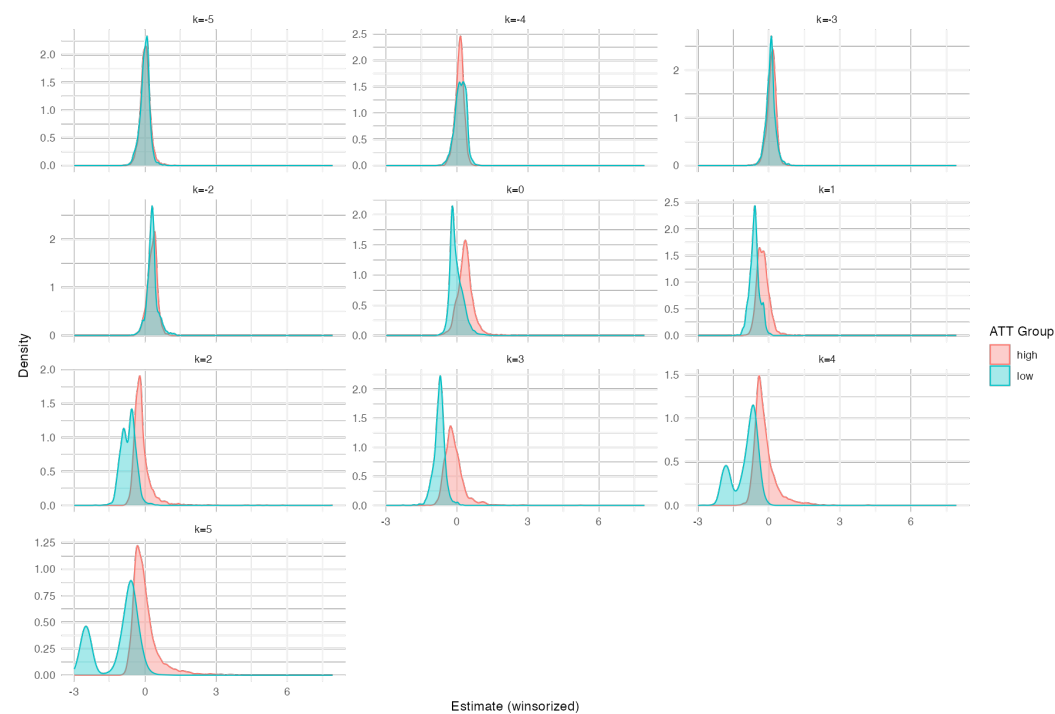 k=-5
k=-4
k=-3
2.0
1.5
1.0
0.5
0.0
2.5
2.0
1.5
1.0
0.5
0.0
2
1
0
k=-2
k=0
k=1
2
1
0
2.0
1.5
1.0
0.5
0.0
2.5
2.0
1.5
1.0
0.5
0.0
k=2
k=3
k=4
2.0
1.5
1.0
0.5
0.0
2.0
1.5
1.0
0.5
0.0
1.5
1.0
0.5
0.0
-3 0 3 6
-3 0 3 6
k=5
1.25
1.00
0.75
0.50
0.25
0.00
-3 0 3 6
Density
Estimate (winsorized)
ATT Group
high
low